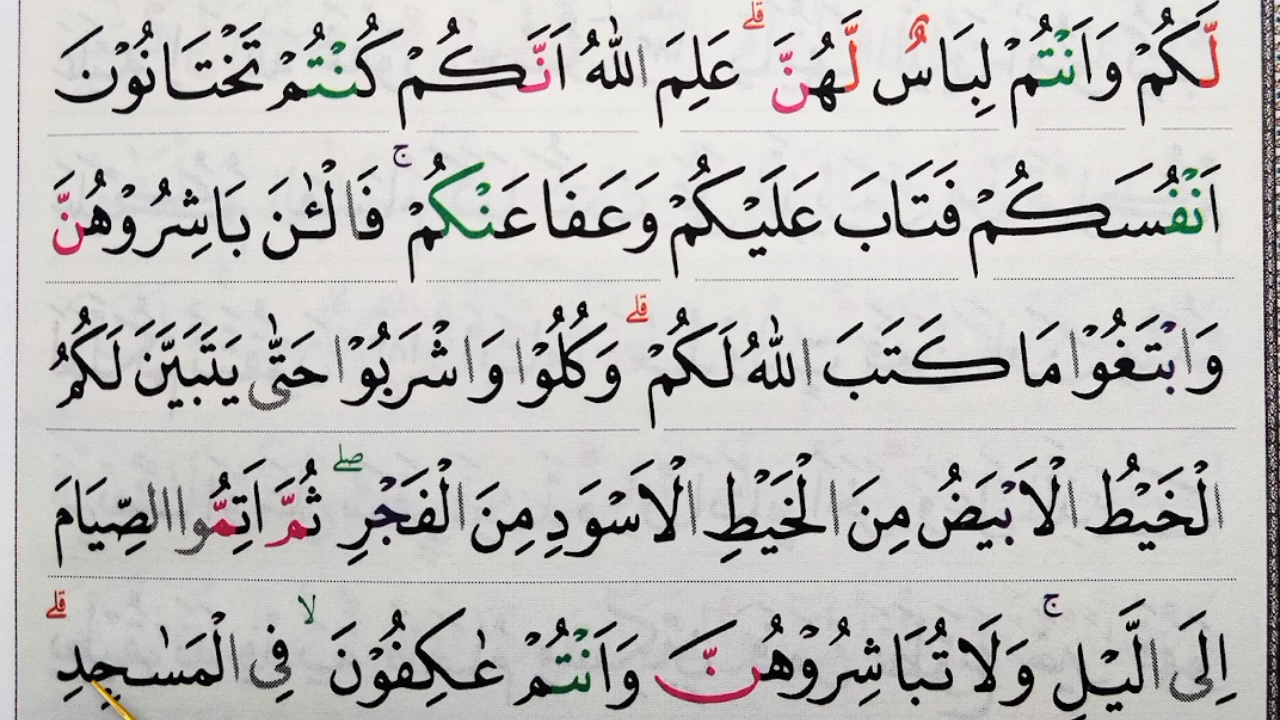 لَّكُمْ وَاَنْتُمْ لِبَاسٌ لَّهُنَّ ؕ عَلِمَ اللّٰهُ اَنَّكُمْ كُنْتُمْ تَخْتَانُوْنَ
اَنْفُسَكُمْ فَتَابَ عَلَيْكُمْ وَعَفَا عَنْكُمْ ۚ فَالْـٰٔنَ بَاشِرُوْهُنَّ
وَابْتَغُوْا مَا كَتَبَ اللّٰهُ لَكُمْ ۗ وَكُلُوْا وَاشْرَبُوْا حَتّٰى يَتَبَيَّنَ لَكُمُ
الْخَيْطُ الْاَبْيَضُ مِنَ الْخَيْطِ الْاَسْوَدِ مِنَ الْفَجْرِ ۖ ثُمَّ اَتِمُّوا الصِّيَامَ
اِلَى الَّيْلِ ۚ وَلَا تُبَاشِرُوْهُنَّ وَاَنْتُمْ عٰكِفُوْنَ ۙ فِى الْمَسٰجِدِ ۗ